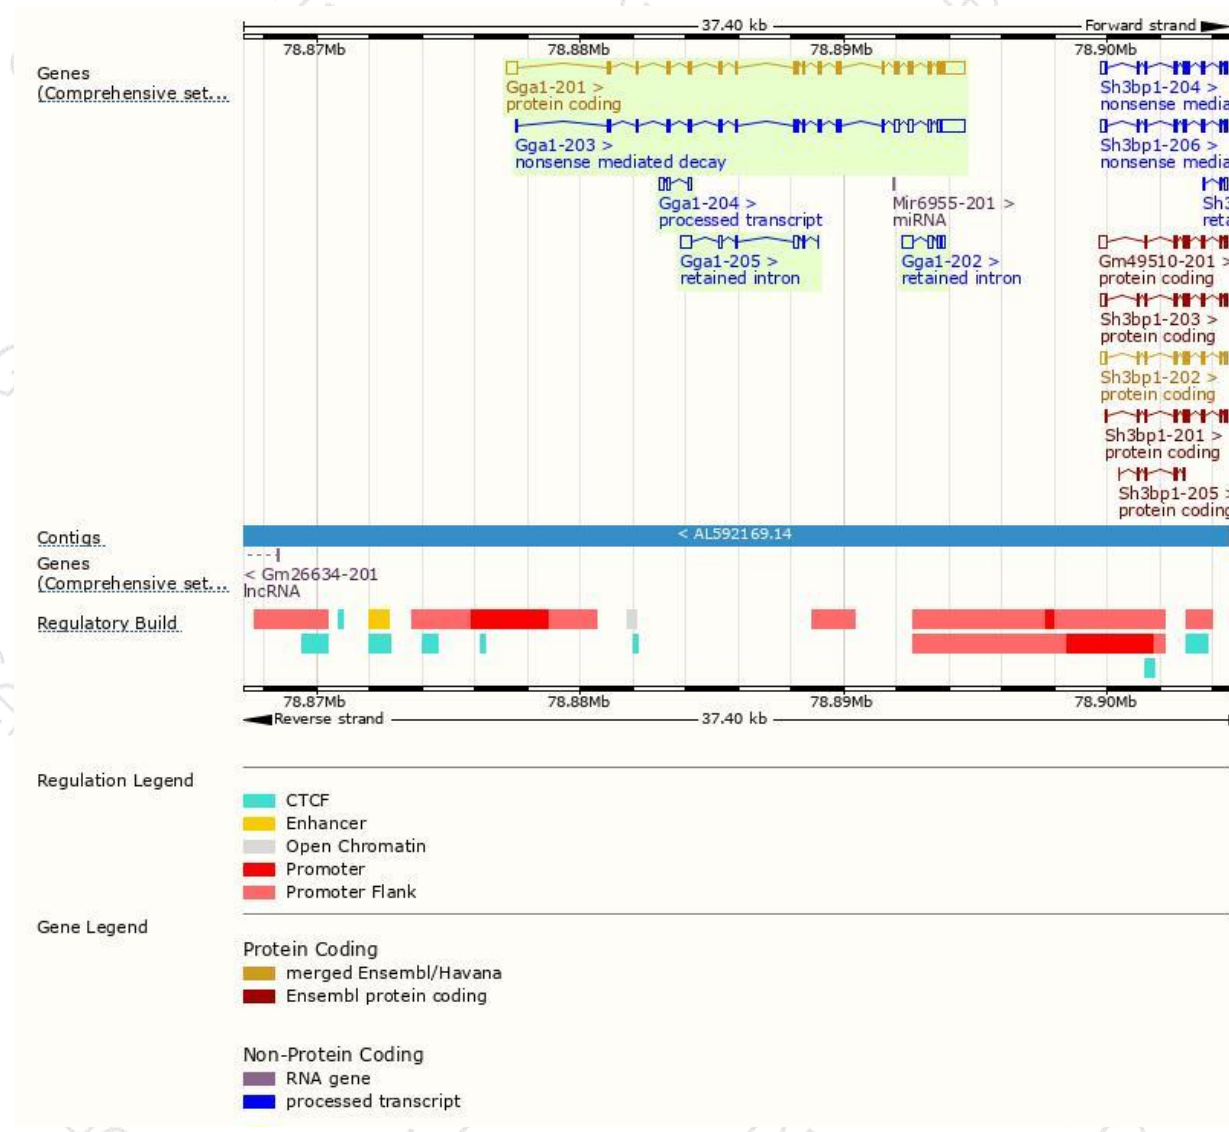 37.40 kb Forward strand
78.87Mb 78.88Mb 78.89Mb 78.90Mb
Genes
(Comprehensive set...
Gga1-201 > Sh3bp1-204 >
protein coding nonsense media
Gga1-203 > Sh3bp1-206 >
nonsense mediated decay nonsense media
Gga1-204 > Mir6955-201 > Sh3
processed transcript miRNA reta
Gga1-205 > Gga1-202 > Gm49510-201 >
retained intron retained intron protein coding
Sh3bp1-203 >
protein coding
Sh3bp1-202 >
protein coding
Sh3bp1-201 >
protein coding
Sh3bp1-205 >
protein coding
Contigs < AL592169.14
Genes
(Comprehensive set...
< Gm26634-201
lncRNA
Regulatory Build
78.87Mb 78.88Mb 78.89Mb 78.90Mb
Reverse strand 37.40 kb
Regulation Legend
CTCF
Enhancer
Open Chromatin
Promoter
Promoter Flank
Gene Legend
Protein Coding
merged Ensembl/Havana
Ensembl protein coding
Non-Protein Coding
RNA gene
processed transcript